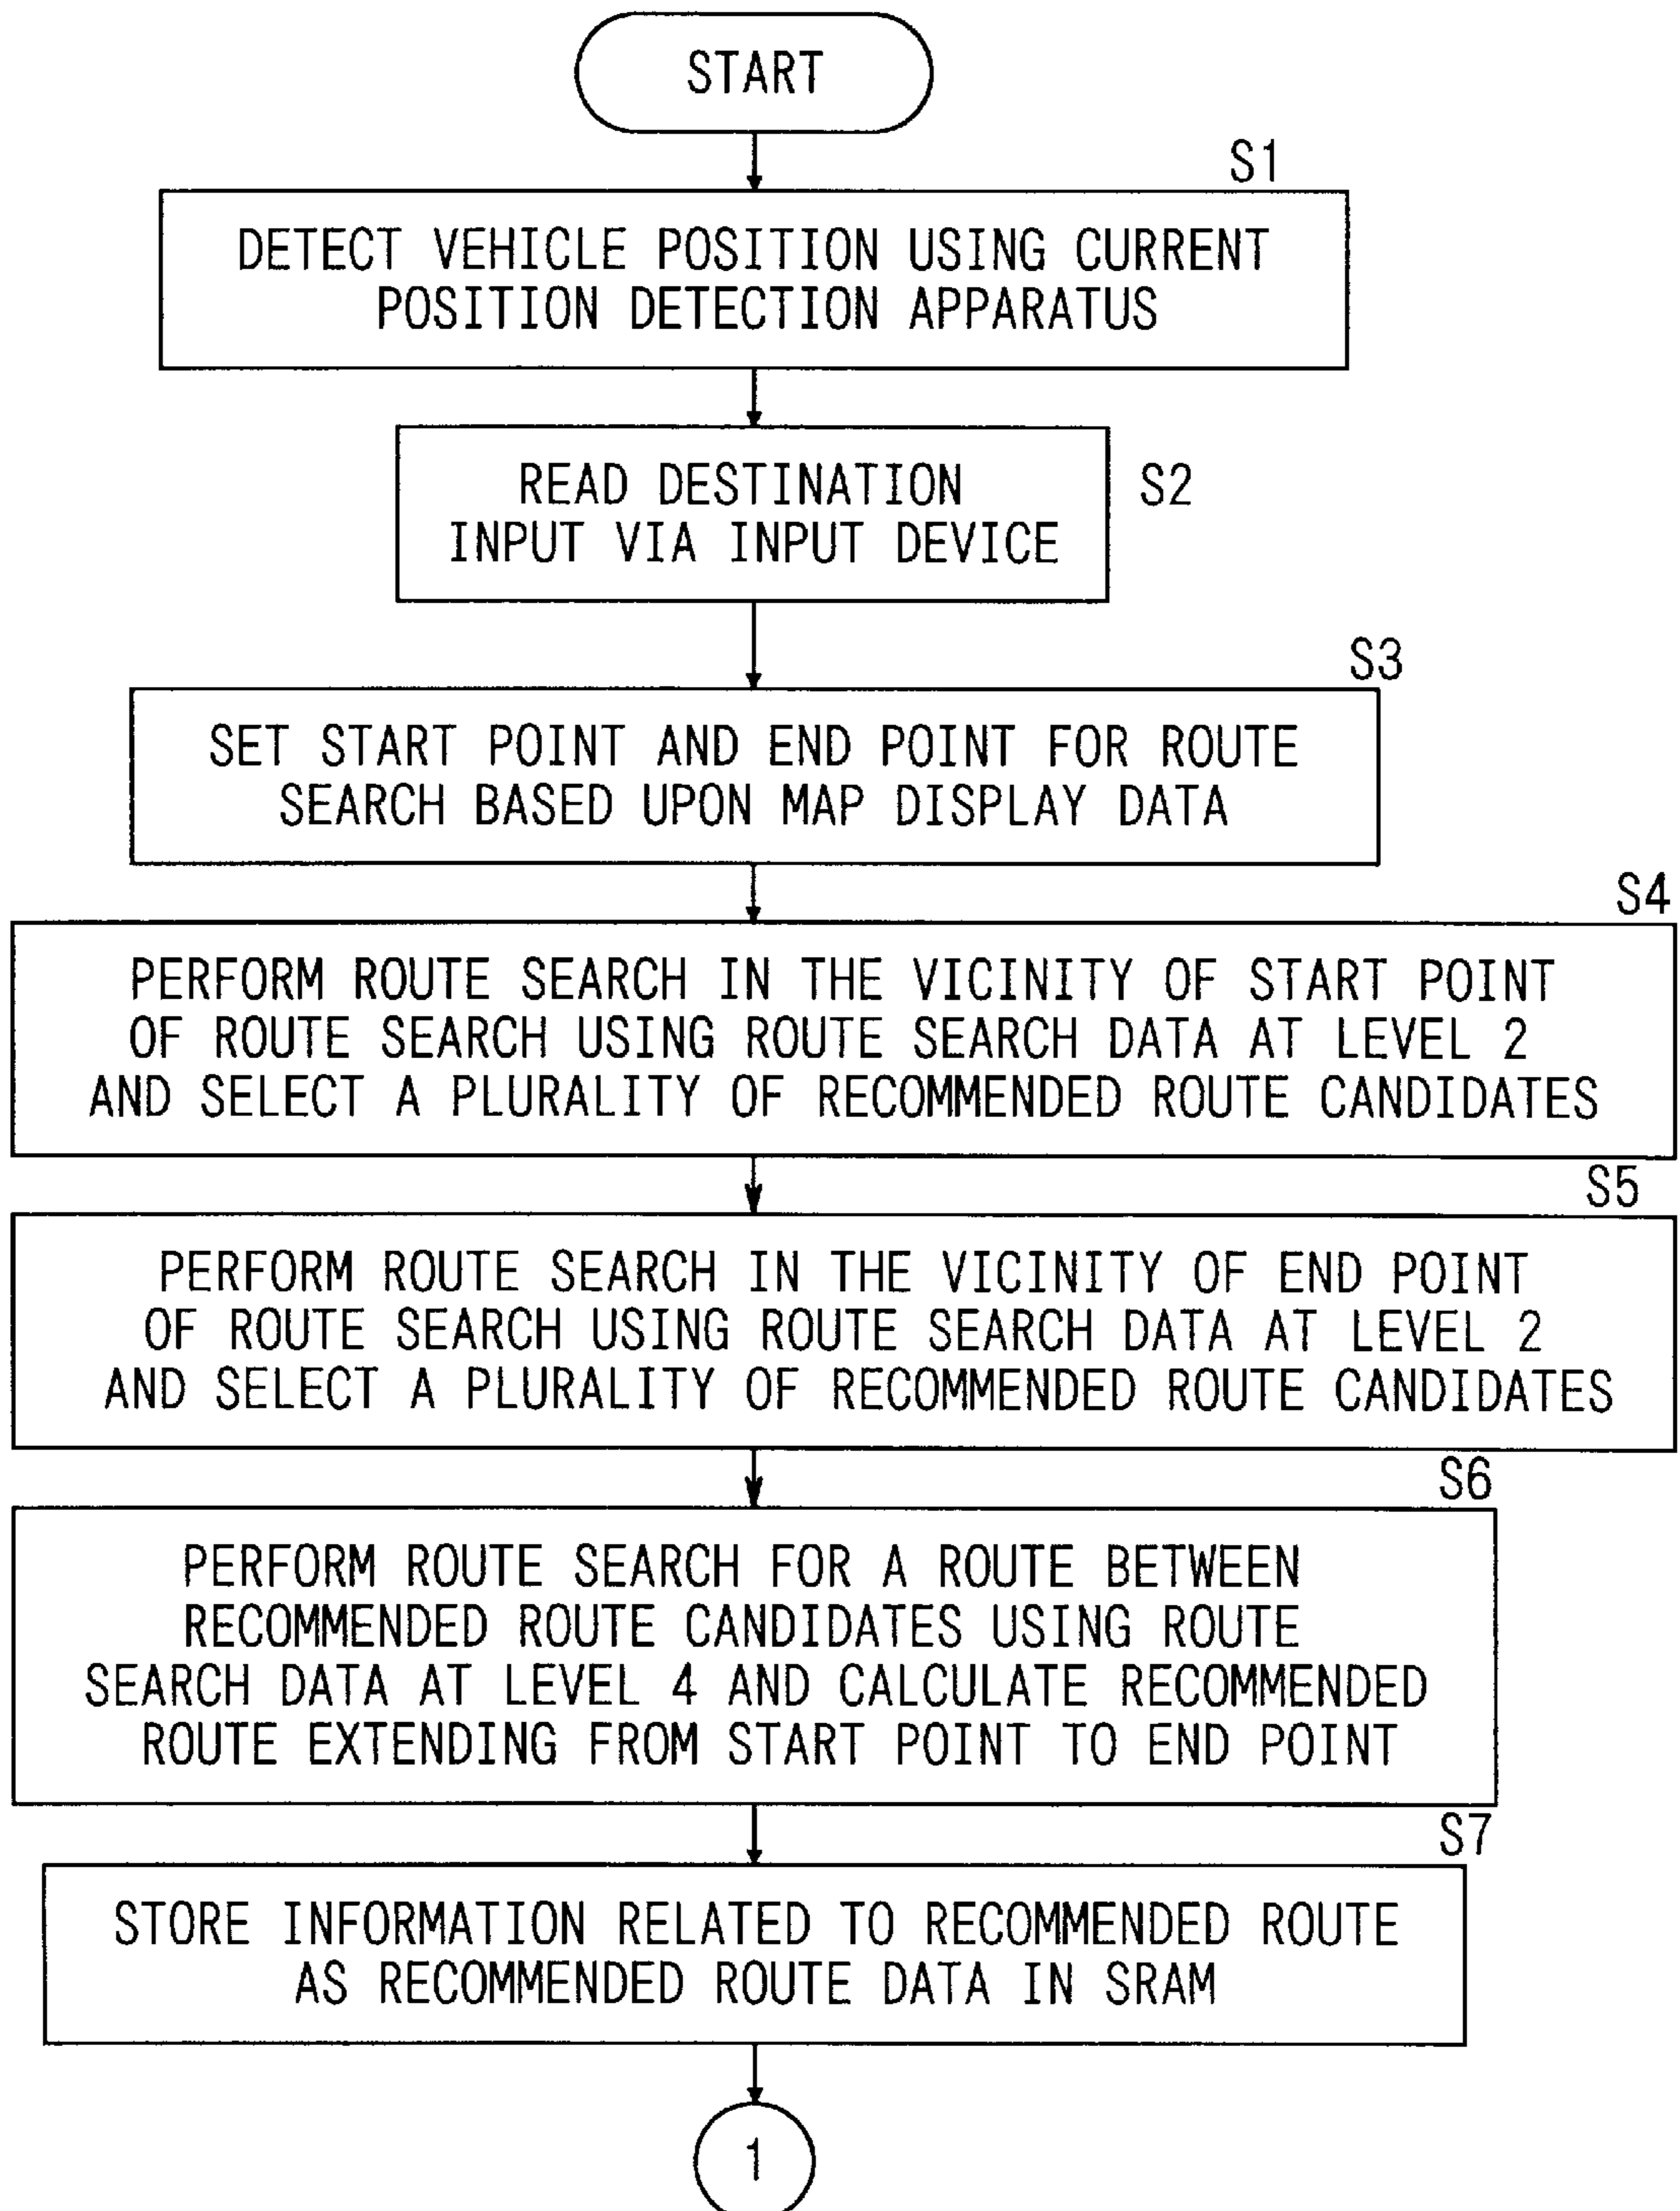 START
S1
DETECT VEHICLE POSITION USING CURRENT
POSITION DETECTION APPARATUS
READ DESTINATION
INPUT VIA INPUT DEVICE
S2
S3
SET START POINT AND END POINT FOR ROUTE
SEARCH BASED UPON MAP DISPLAY DATA
S4
PERFORM ROUTE SEARCH IN THE VICINITY OF START POINT
OF ROUTE SEARCH USING ROUTE SEARCH DATA AT LEVEL 2
AND SELECT A PLURALITY OF RECOMMENDED ROUTE CANDIDATES
S5
PERFORM ROUTE SEARCH IN THE VICINITY OF END POINT
OF ROUTE SEARCH USING ROUTE SEARCH DATA AT LEVEL 2
AND SELECT A PLURALITY OF RECOMMENDED ROUTE CANDIDATES
S6
PERFORM ROUTE SEARCH FOR A ROUTE BETWEEN
RECOMMENDED ROUTE CANDIDATES USING ROUTE
SEARCH DATA AT LEVEL 4 AND CALCULATE RECOMMENDED
ROUTE EXTENDING FROM START POINT TO END POINT
S7
STORE INFORMATION RELATED TO RECOMMENDED ROUTE
AS RECOMMENDED ROUTE DATA IN SRAM
1